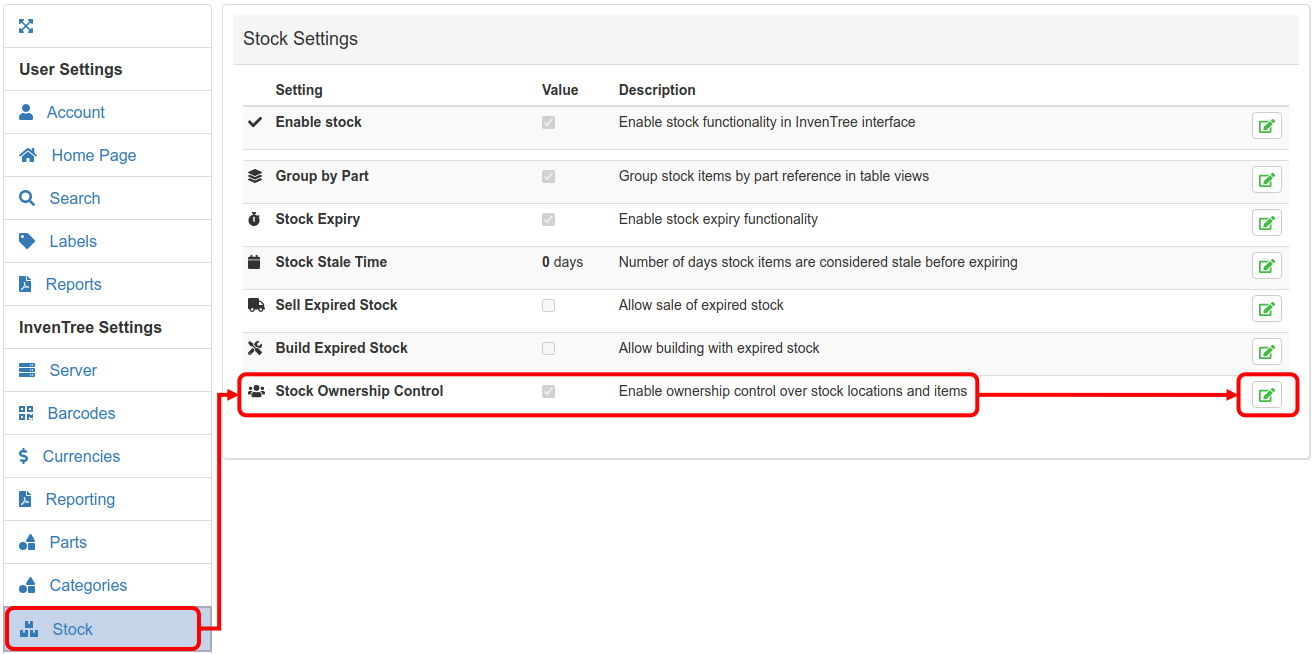 User Settings
Account
Home Page
Search
Labels
Reports
InvenTree Settings
Server
Barcodes
Currencies
Reporting
Parts
Categories
Stock
Stock Settings
Setting Value Description
Enable stock Enable stock functionality in InvenTree interface
Group by Part Group stock items by part reference in table views
Stock Expiry Enable stock expiry functionality
Stock Stale Time 0 days Number of days stock items are considered stale before expiring
Sell Expired Stock Allow sale of expired stock
Build Expired Stock Allow building with expired stock
Stock Ownership Control Enable ownership control over stock locations and items